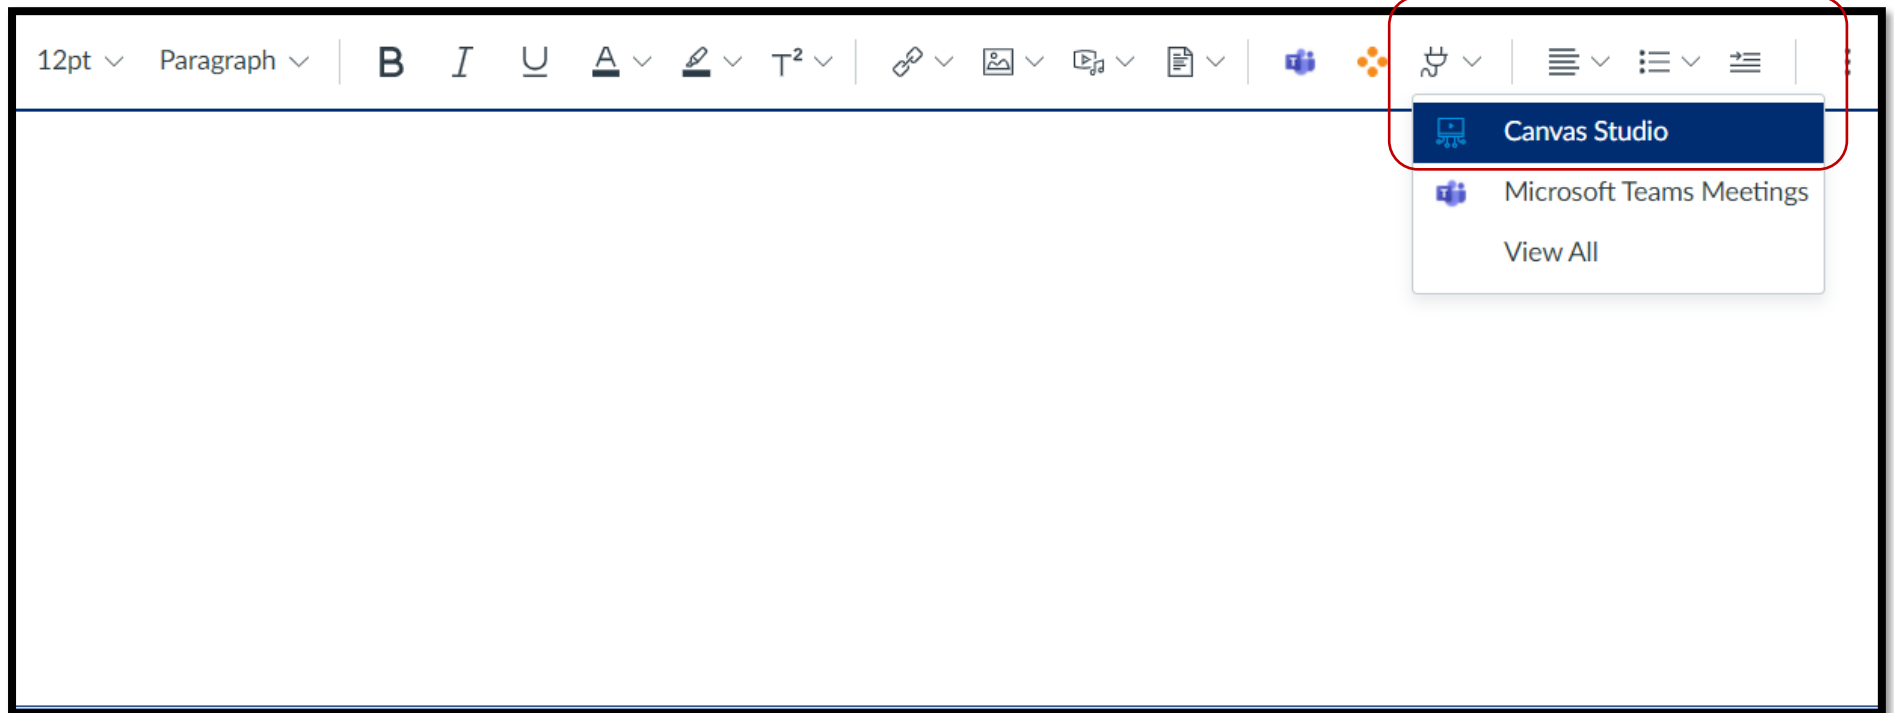 12pt Paragraph B I U A T²
Canvas Studio
Microsoft Teams Meetings
View All